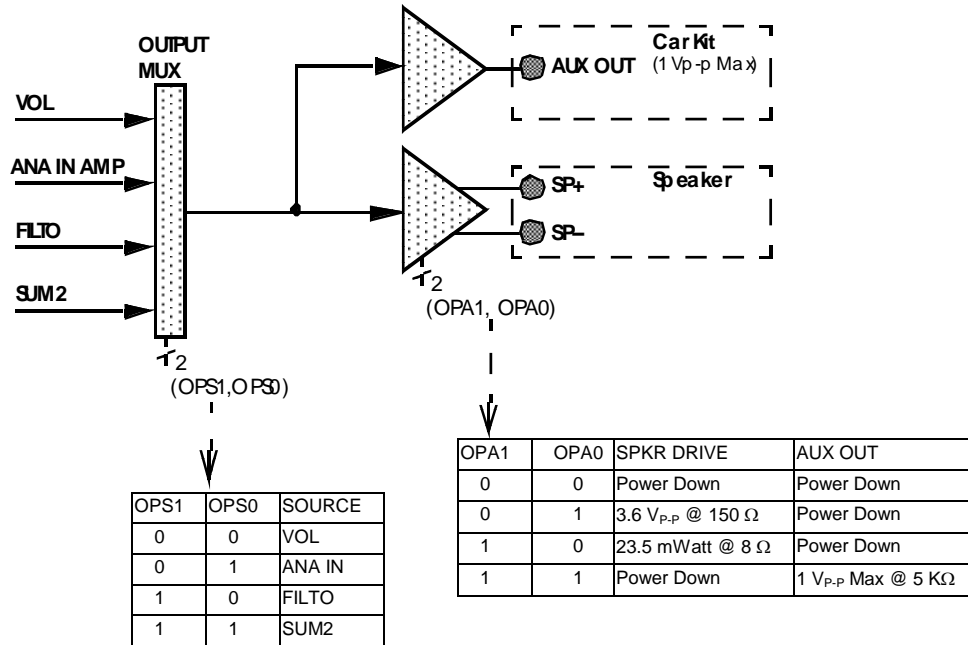 OUTPUT
MUX
VOL
ANA IN AMP
FILTO
SUM2
2
(OPS1,OPS0)
Car Kit
AUX OUT (1 Vp-p Max)
SP+ Speaker
SP–
2
(OPA1, OPA0)
OPA1 OPA0 SPKR DRIVE AUX OUT
0 0 Power Down Power Down
0 1 3.6 VP-P @ 150 Ω Power Down
1 0 23.5 mWatt @ 8 Ω Power Down
1 1 Power Down 1 VP-P Max @ 5 KΩ
OPS1 OPS0 SOURCE
0 0 VOL
0 1 ANA IN
1 0 FILTO
1 1 SUM2